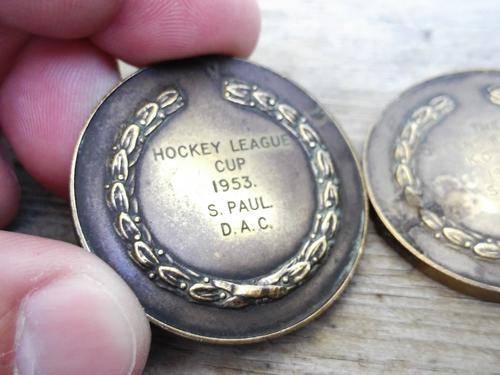 HOCKEY LEAGUE
CUP
1953.
S. PAUL.
D.A.C.